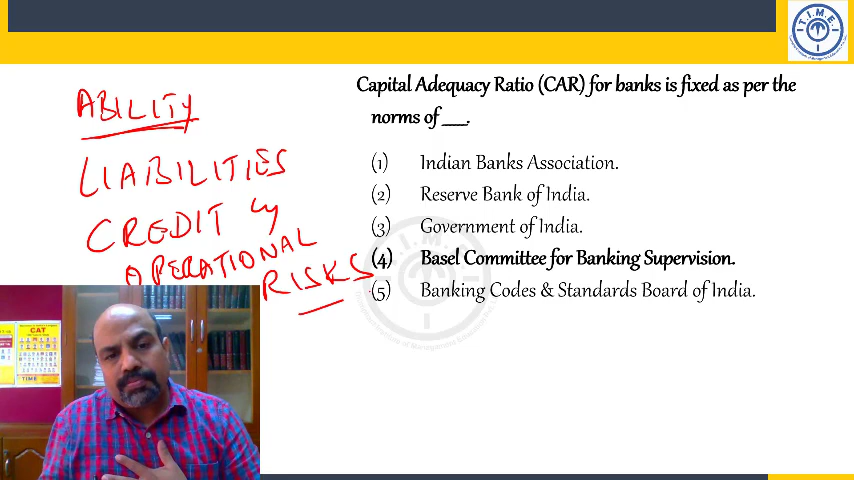 T.I.M.E.
Capital Adequacy Ratio (CAR) for banks is fixed as per the
norms of ___.
(1) Indian Banks Association.
(2) Reserve Bank of India.
(3) Government of India.
(4) Basel Committee for Banking Supervision.
(5) Banking Codes & Standards Board of India.
ABILITY
LIABILITIES
CREDIT
OPERATIONAL
RISKS
CAT
TIME